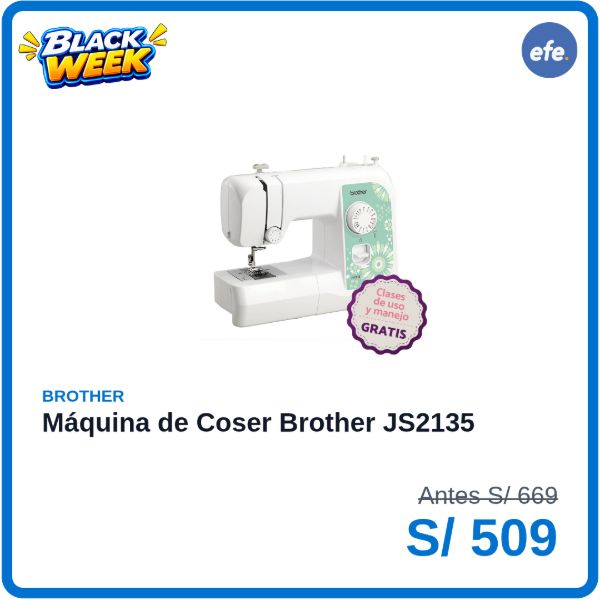 BLACK
WEEK
efe.
brother
Clases
de uso
y manejo
GRATIS
BROTHER
Máquina de Coser Brother JS2135
Antes S/ 669
S/ 509